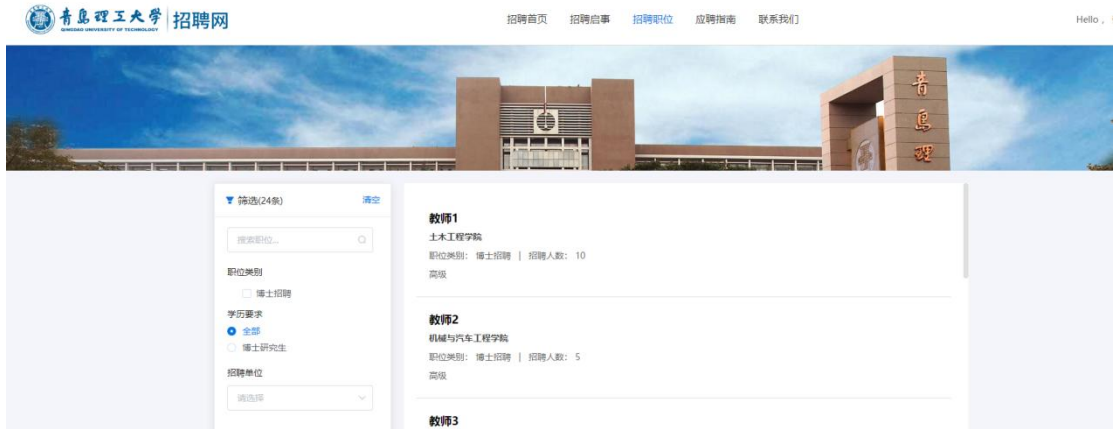 青岛理工大学 招聘网
QINGDAO UNIVERSITY OF TECHNOLOGY
招聘首页 招聘启事 招聘职位 应聘指南 联系我们
Hello，
青
岛
理
筛选(24条) 清空
搜索职位...
职位类别
博士招聘
学历要求
全部
博士研究生
招聘单位
请选择
教师1
土木工程学院
职位类别： 博士招聘 | 招聘人数： 10
高级
教师2
机械与汽车工程学院
职位类别： 博士招聘 | 招聘人数： 5
高级
教师3